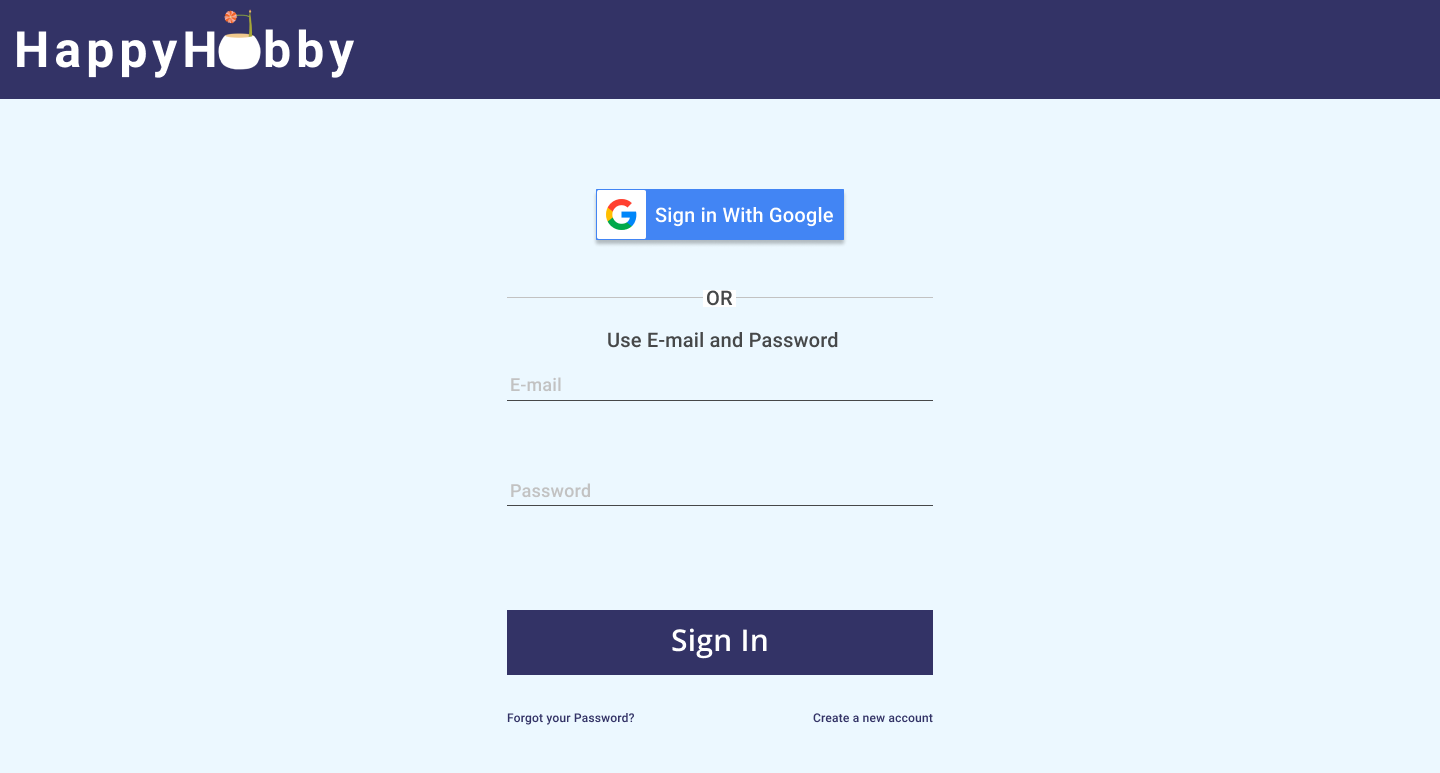 HappyHobby
Sign in With Google
OR
Use E-mail and Password
E-mail
Password
Sign In
Forgot your Password?
Create a new account